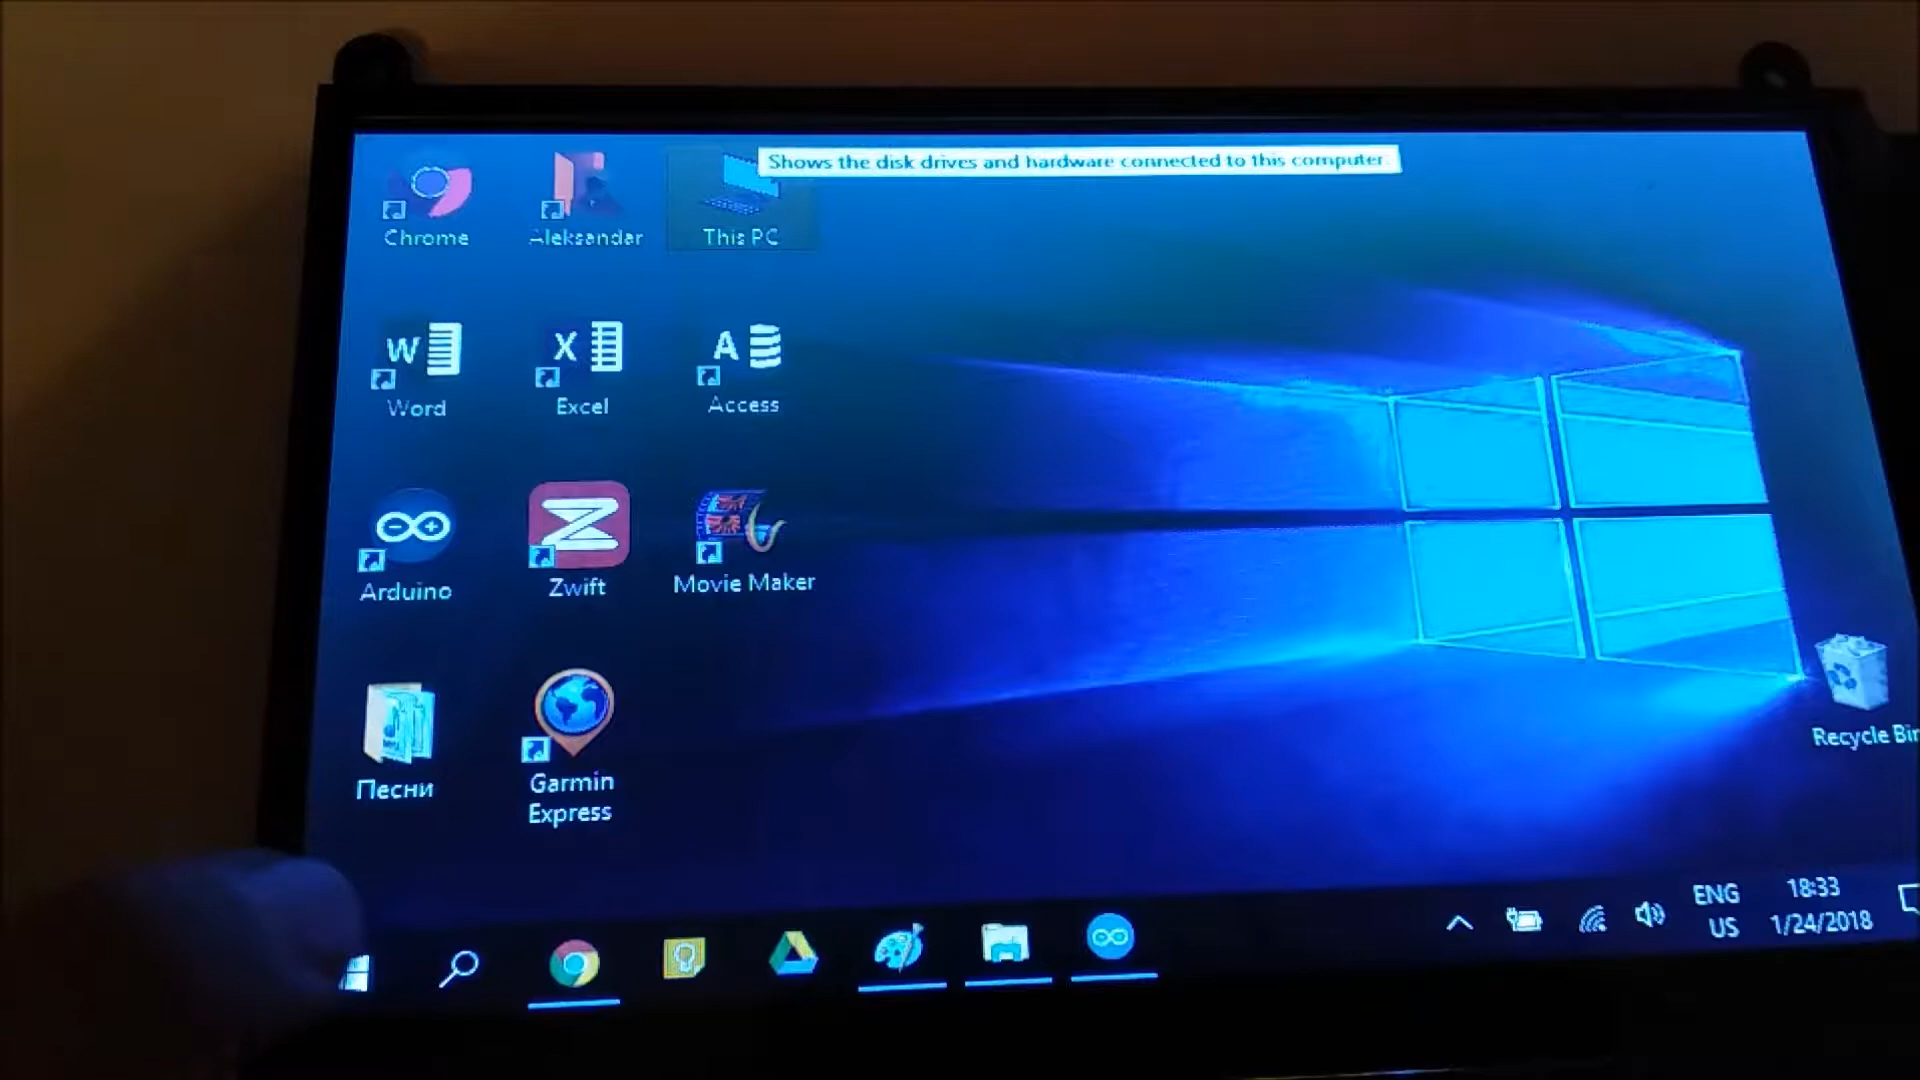 Shows the disk drives and hardware connected to this computer.
Chrome
Aleksandar
This PC
W
X
A
Word
Excel
Access
Arduino
Zwift
Movie Maker
Песни
Garmin
Express
Recycle Bin
ENG
US
18:33
1/24/2018